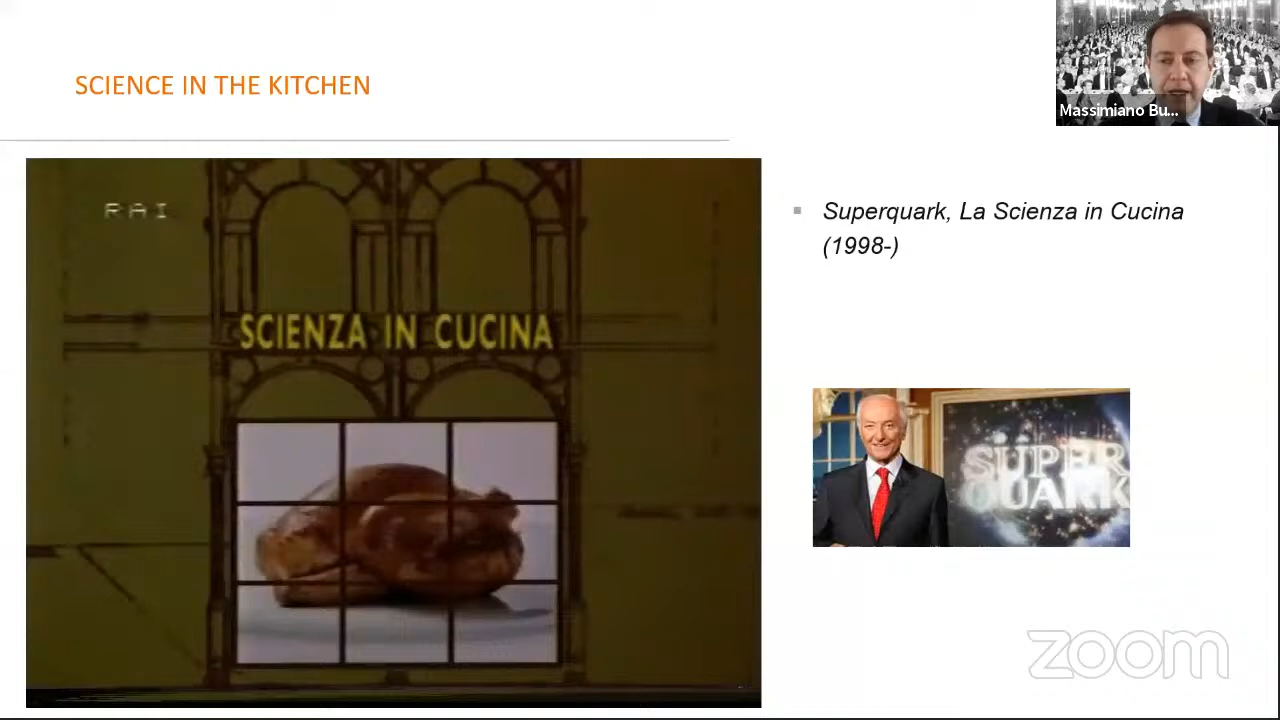 SCIENCE IN THE KITCHEN
Massimiano Bu...
RAI
SCIENZA IN CUCINA
Superquark, La Scienza in Cucina
(1998-)
SUPER
QUARK
zoom